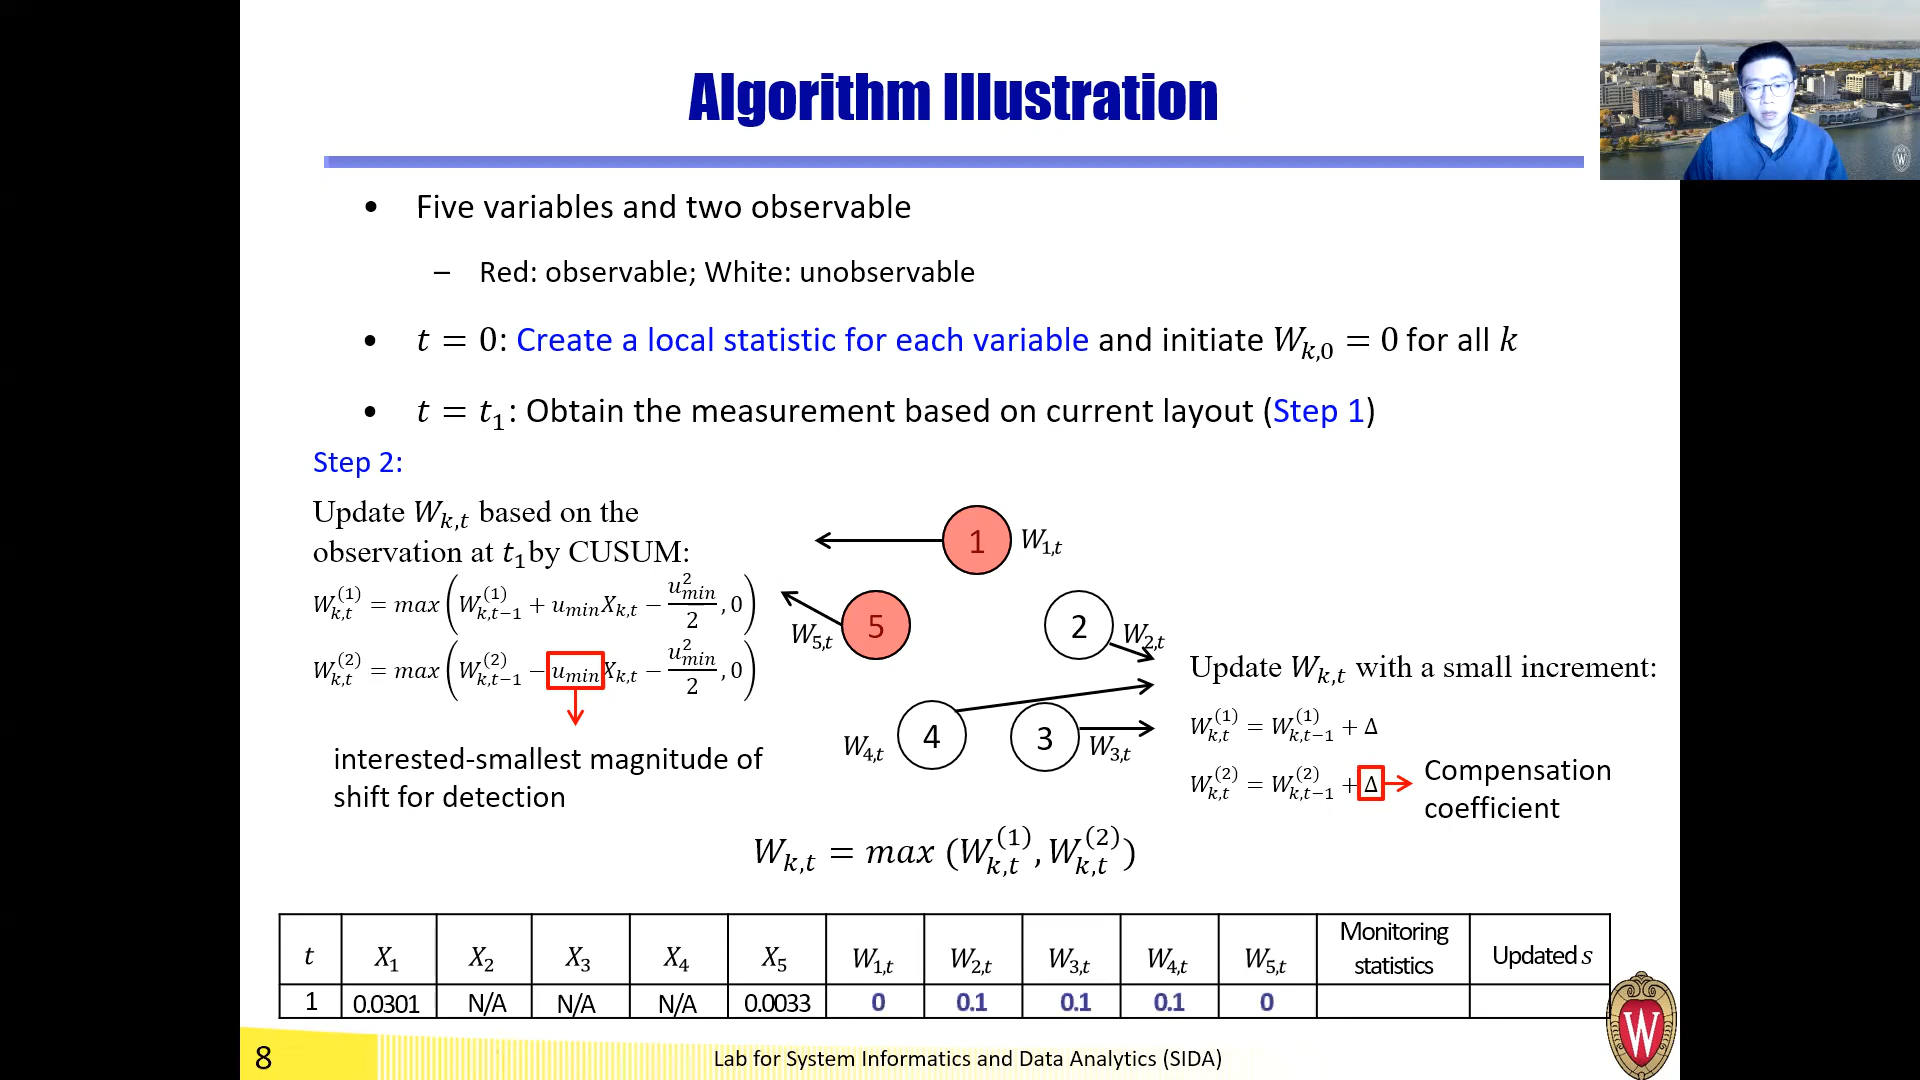 Algorithm Illustration
• Five variables and two observable
– Red: observable; White: unobservable
• t = 0: Create a local statistic for each variable and initiate W_{k,0} = 0 for all k
• t = t_1: Obtain the measurement based on current layout (Step 1)
Step 2:
Update W_{k,t} based on the
observation at t_1 by CUSUM:
W_{k,t}^{(1)} = max(W_{k,t-1}^{(1)} + u_{min}X_{k,t} − u_{min}^2/2, 0)
W_{k,t}^{(2)} = max(W_{k,t-1}^{(2)} − u_{min}X_{k,t} − u_{min}^2/2, 0)
interested-smallest magnitude of
shift for detection
1 W_{1,t}
W_{5,t} 5
2 W_{2,t}
W_{4,t} 4
3 W_{3,t}
Update W_{k,t} with a small increment:
W_{k,t}^{(1)} = W_{k,t-1}^{(1)} + Δ
W_{k,t}^{(2)} = W_{k,t-1}^{(2)} + Δ
Compensation
coefficient
W_{k,t} = max (W_{k,t}^{(1)}, W_{k,t}^{(2)})
t X_1 X_2 X_3 X_4 X_5 W_{1,t} W_{2,t} W_{3,t} W_{4,t} W_{5,t} Monitoring statistics Updated s
1 0.0301 N/A N/A N/A 0.0033 0 0.1 0.1 0.1 0
8
Lab for System Informatics and Data Analytics (SIDA)
W
W